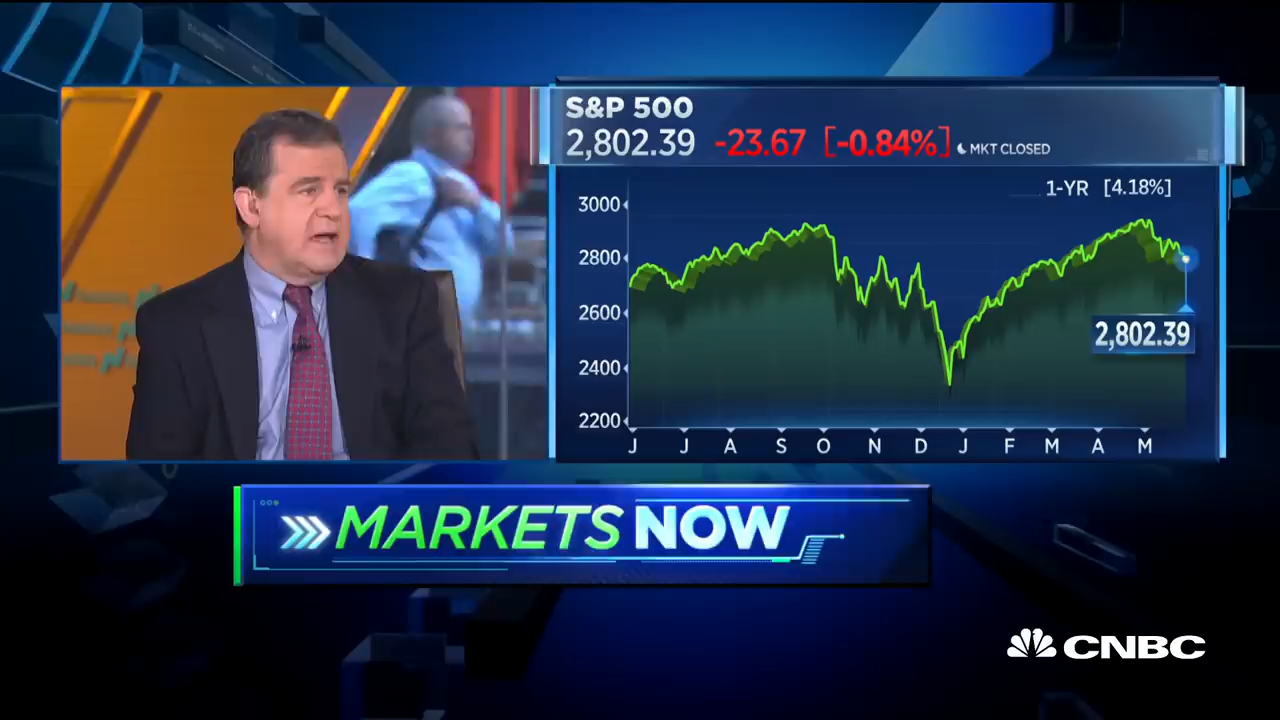 S&P 500
2,802.39 -23.67 [-0.84%] MKT CLOSED
1-YR [4.18%]
3000
2800
2600
2400
2200
2,802.39
J J A S O N D J F M A M
MARKETS NOW
CNBC